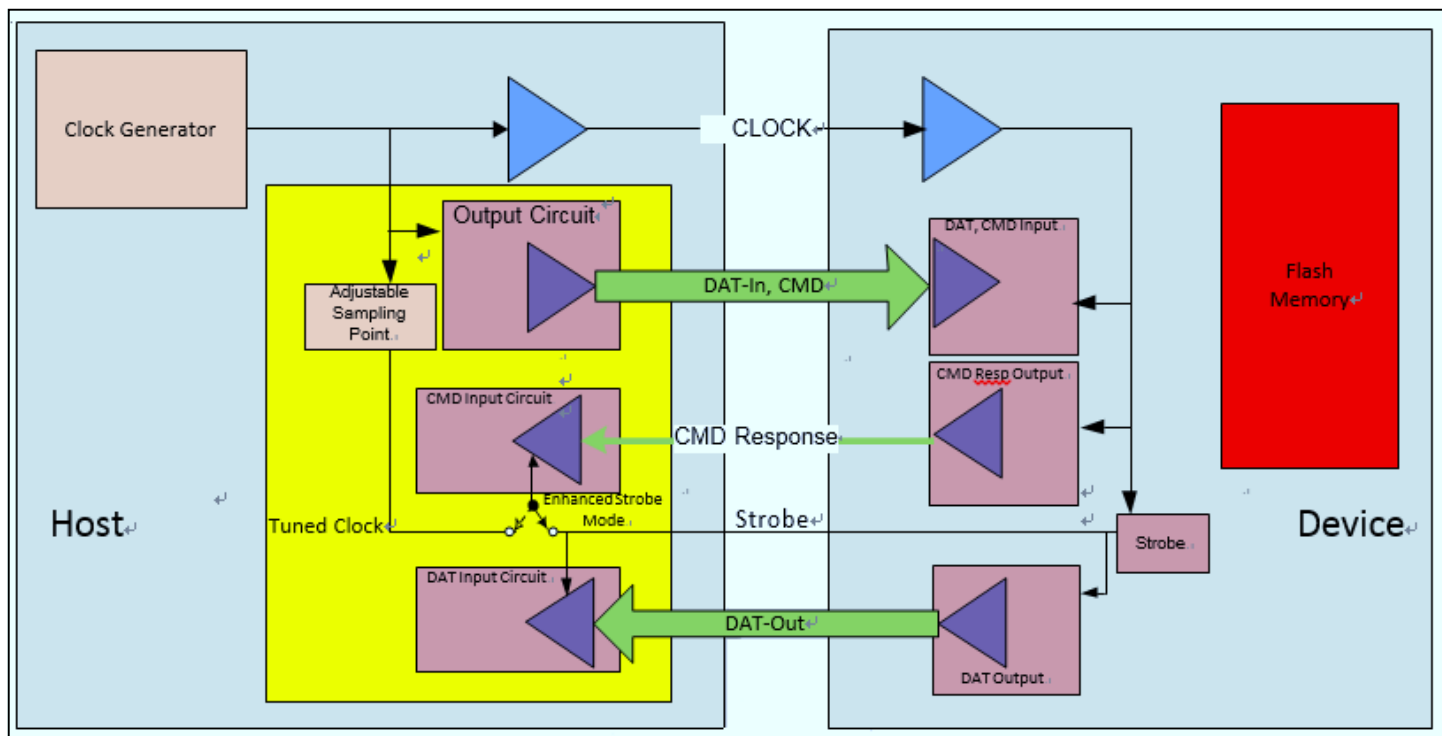 Clock Generator
CLOCK
Output Circuit
DAT, CMD Input
Flash
Memory
DAT-In, CMD
Adjustable
Sampling
Point
CMD Input Circuit
CMD Resp Output
CMD Response
Host
Tuned Clock
Enhanced Strobe
Mode
Strobe
Strobe
Device
DAT Input Circuit
DAT-Out
DAT Output